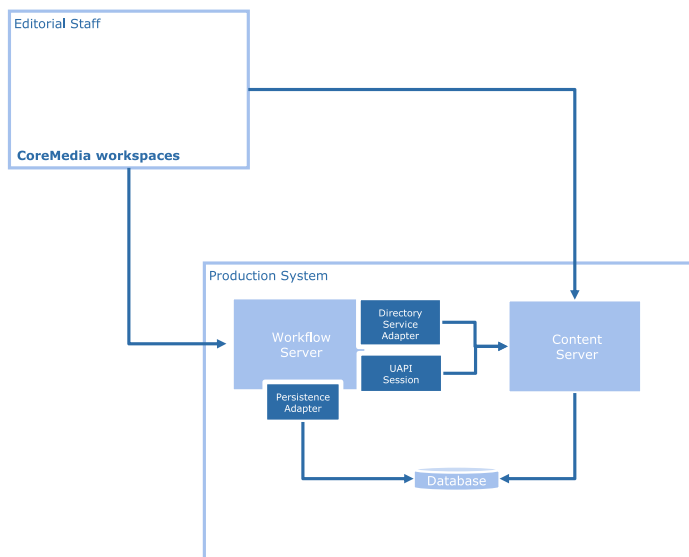 Editorial Staff
CoreMedia workspaces
Production System
Workflow
Server
Directory
Service
Adapter
UAPI
Session
Persistence
Adapter
Content
Server
Database